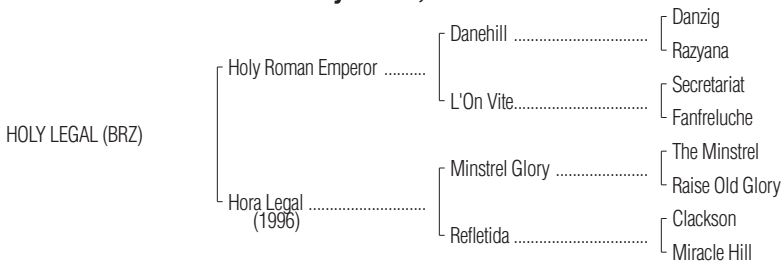 Danzig
Danehill ................................
Razyana
Holy Roman Emperor ..........
Secretariat
L'On Vite................................
Fanfreluche
HOLY LEGAL (BRZ)
The Minstrel
Minstrel Glory ......................
Raise Old Glory
Hora Legal ............................
(1996)
Clackson
Refletida ................................
Miracle Hill